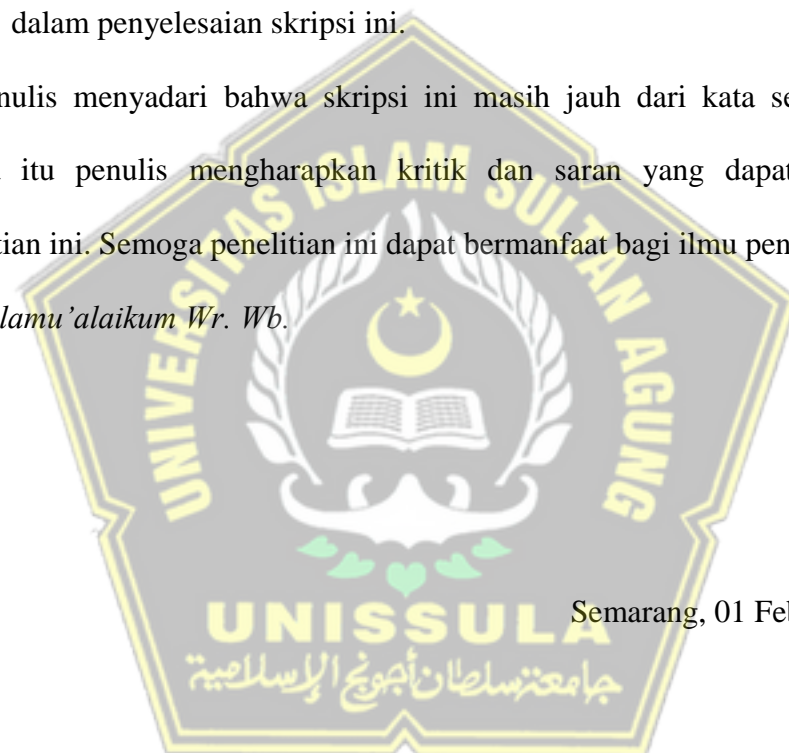 dalam penyelesaian skripsi ini.
nulis menyadari bahwa skripsi ini masih jauh dari kata se
itu penulis mengharapkan kritik dan saran yang dapat
tian ini. Semoga penelitian ini dapat bermanfaat bagi ilmu pen
lamu’alaikum Wr. Wb.
UNIVERSITAS ISLAM SULTAN AGUNG
Semarang, 01 Feb
UNISSULA
جامعة سلطان أجونج الإسلامية